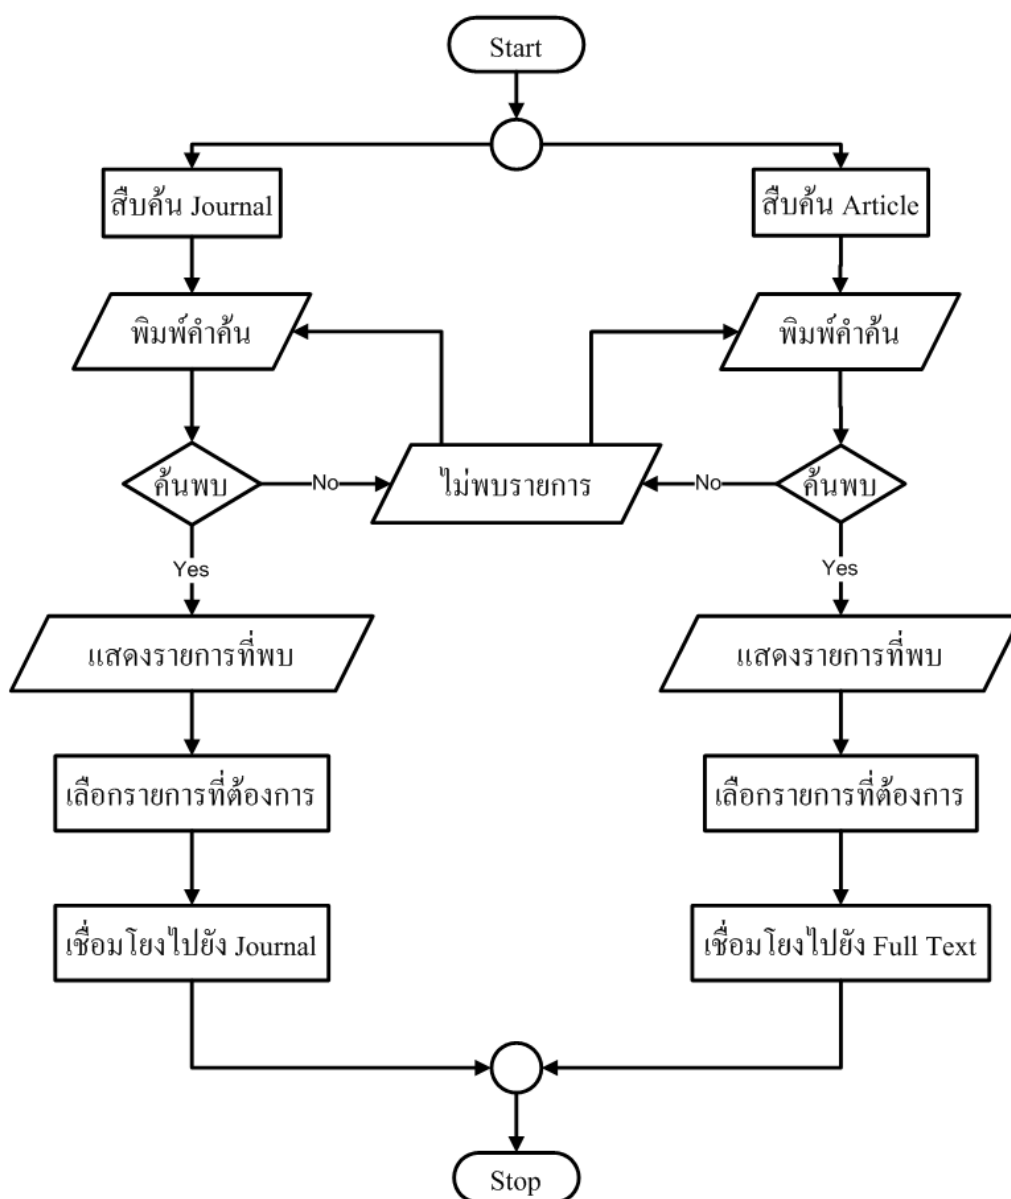 Start
สืบค้น Journal
สืบค้น Article
พิมพ์คำค้น
พิมพ์คำค้น
ค้นพบ
No
ไม่พบรายการ
No
ค้นพบ
Yes
Yes
แสดงรายการที่พบ
แสดงรายการที่พบ
เลือกรายการที่ต้องการ
เลือกรายการที่ต้องการ
เชื่อมโยงไปยัง Journal
เชื่อมโยงไปยัง Full Text
Stop